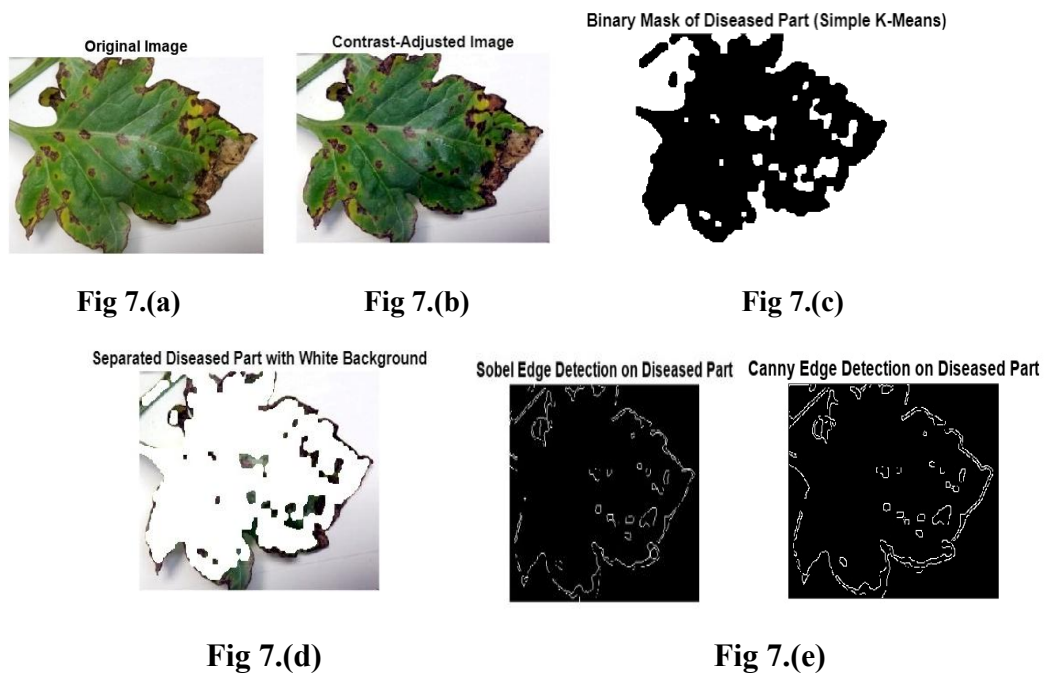 Original Image
Contrast-Adjusted Image
Binary Mask of Diseased Part (Simple K-Means)
Fig 7.(a)
Fig 7.(b)
Fig 7.(c)
Separated Diseased Part with White Background
Sobel Edge Detection on Diseased Part
Canny Edge Detection on Diseased Part
Fig 7.(d)
Fig 7.(e)